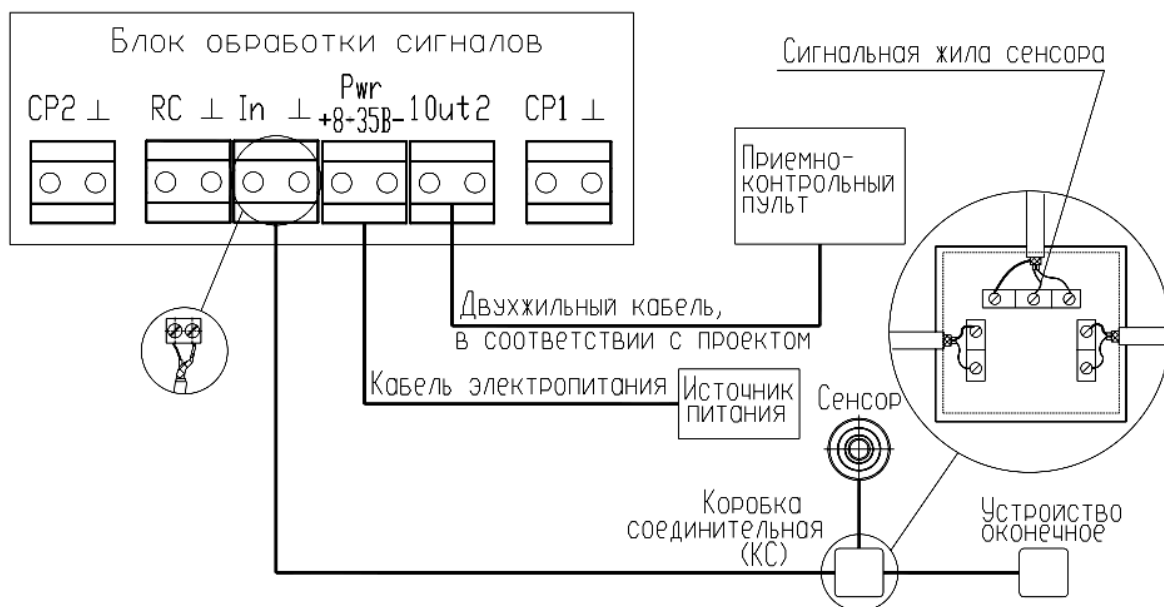 Блок обработки сигналов
CP2 ⊥ RC ⊥ In ⊥ Pwr +8-35В- 1Out2 CP1 ⊥
Сигнальная жила сенсора
Приемно-
контрольный
пульт
Двухжильный кабель,
в соответствии с проектом
Кабель электропитания
Источник
питания
Сенсор
Коробка
соединительная
(КС)
Устройство
оконечное